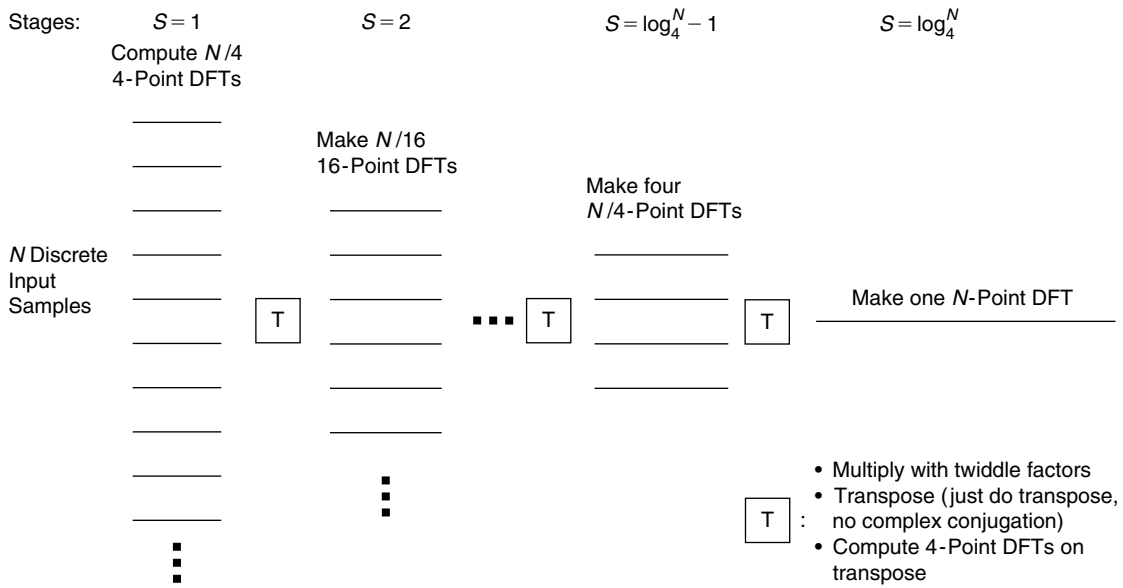 Stages:
S = 1
S = 2
S = log₄ᴺ − 1
S = log₄ᴺ
Compute N/4
4-Point DFTs
Make N/16
16-Point DFTs
Make four
N/4-Point DFTs
N Discrete
Input
Samples
T
T
T
Make one N-Point DFT
T :
• Multiply with twiddle factors
• Transpose (just do transpose,
no complex conjugation)
• Compute 4-Point DFTs on
transpose